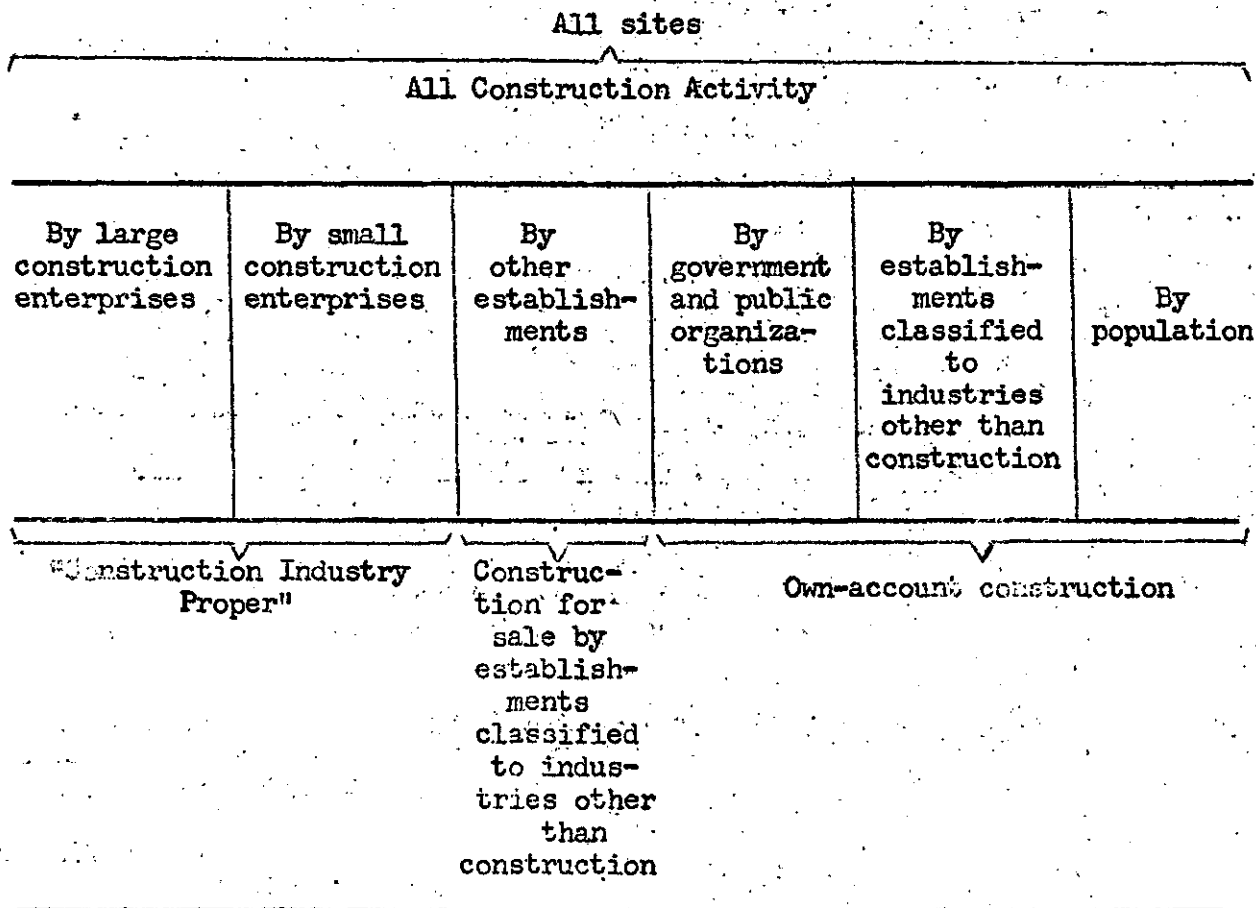 All sites
All Construction Activity
By large
construction
enterprises
By small
construction
enterprises
By
other
establish-
ments
By
government
and public
organiza-
tions
By
establish-
ments
classified
to
industries
other than
construction
By
population
"Construction Industry
Proper"
Construc-
tion for
sale by
establish-
ments
classified
to indus-
tries other
than
construction
Own-account construction